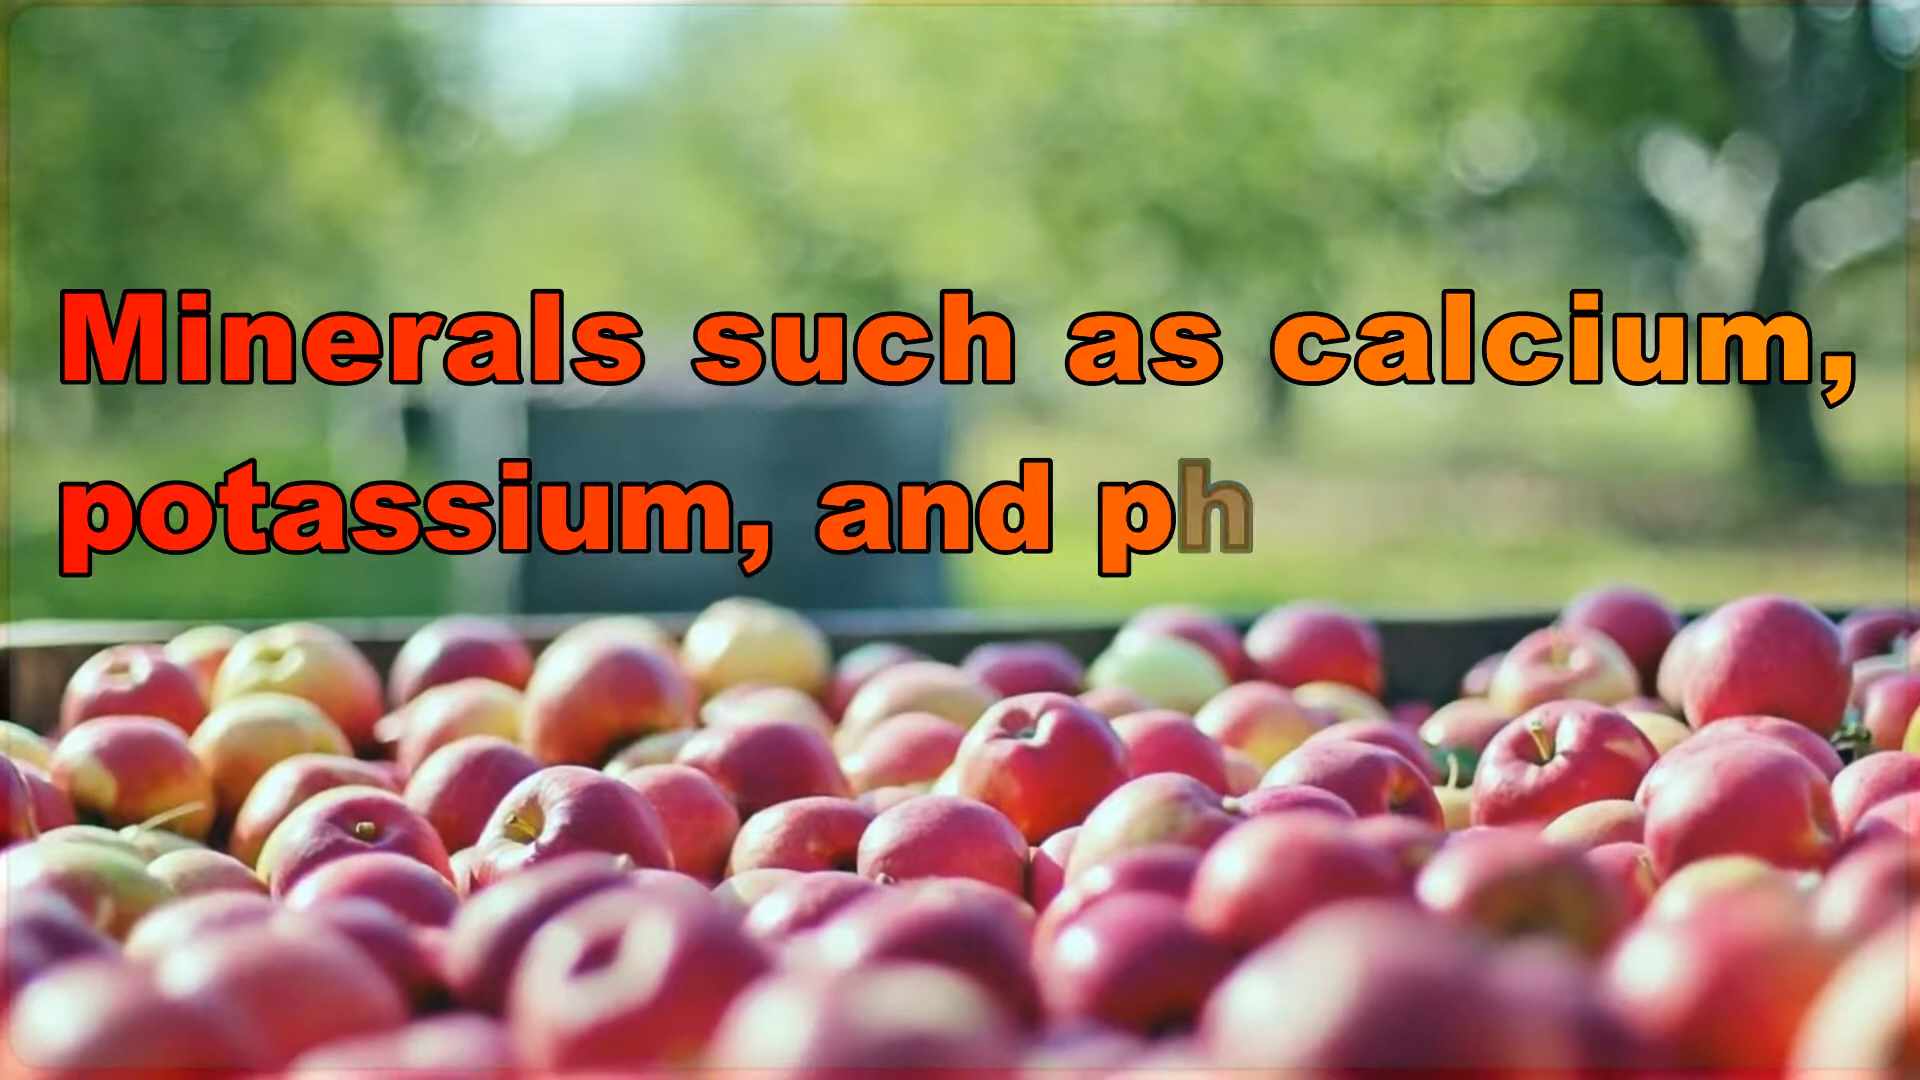 Minerals such as calcium,
potassium, and ph